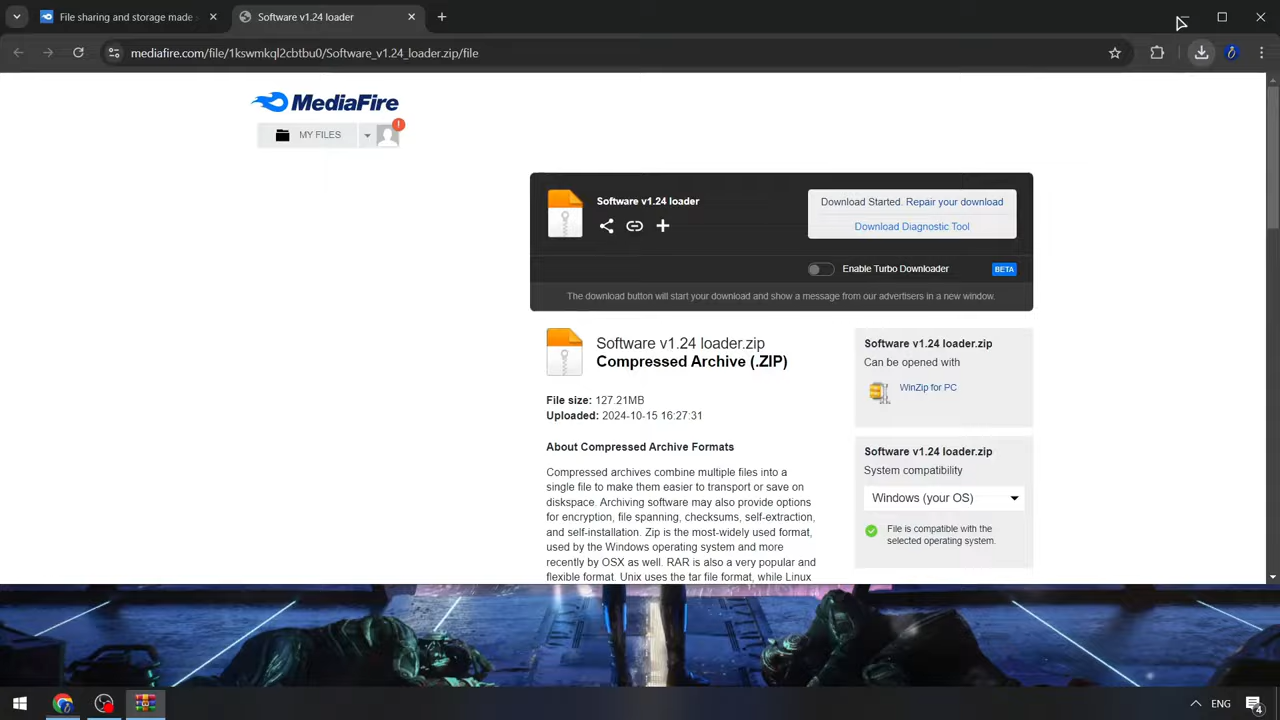 File sharing and storage made
Software v1.24 loader
mediafire.com/file/1kswmkql2cbtbu0/Software_v1.24_loader.zip/file
MediaFire
MY FILES
!
Software v1.24 loader
Download Started. Repair your download
Download Diagnostic Tool
Enable Turbo Downloader
BETA
The download button will start your download and show a message from our advertisers in a new window.
Software v1.24 loader.zip
Compressed Archive (.ZIP)
File size: 127.21MB
Uploaded: 2024-10-15 16:27:31
About Compressed Archive Formats
Compressed archives combine multiple files into a
single file to make them easier to transport or save on
diskspace. Archiving software may also provide options
for encryption, file spanning, checksums, self-extraction,
and self-installation. Zip is the most-widely used format,
used by the Windows operating system and more
recently by OSX as well. RAR is also a very popular and
flexible format. Unix uses the tar file format, while Linux
Software v1.24 loader.zip
Can be opened with
WinZip for PC
Software v1.24 loader.zip
System compatibility
Windows (your OS)
File is compatible with the
selected operating system.
ENG
4